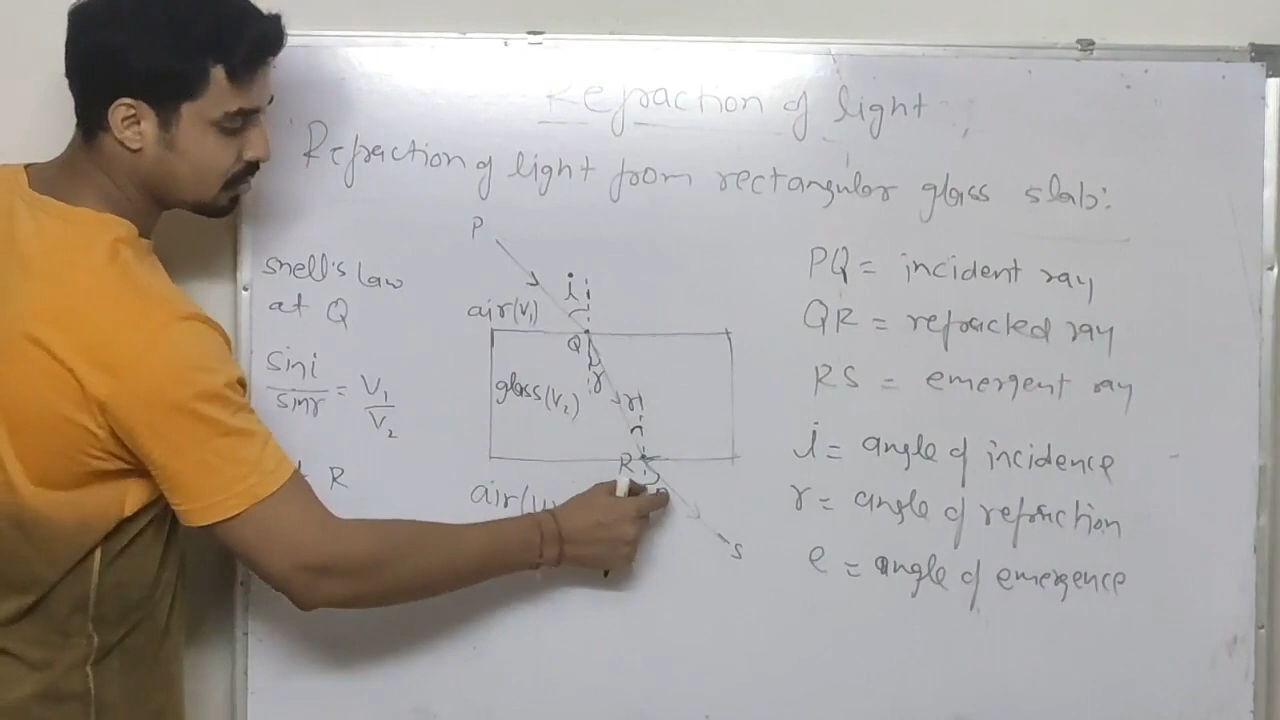 Refraction of light
Refraction of light from rectangular glass slab:
Snell's law
at Q
sin i / sin r = V₁ / V₂
R
P
i
air(V₁)
Q
r
glass(V₂)
r
R
air(
S
PQ = incident ray
QR = refracted ray
RS = emergent ray
i = angle of incidence
r = angle of refraction
e = angle of emergence